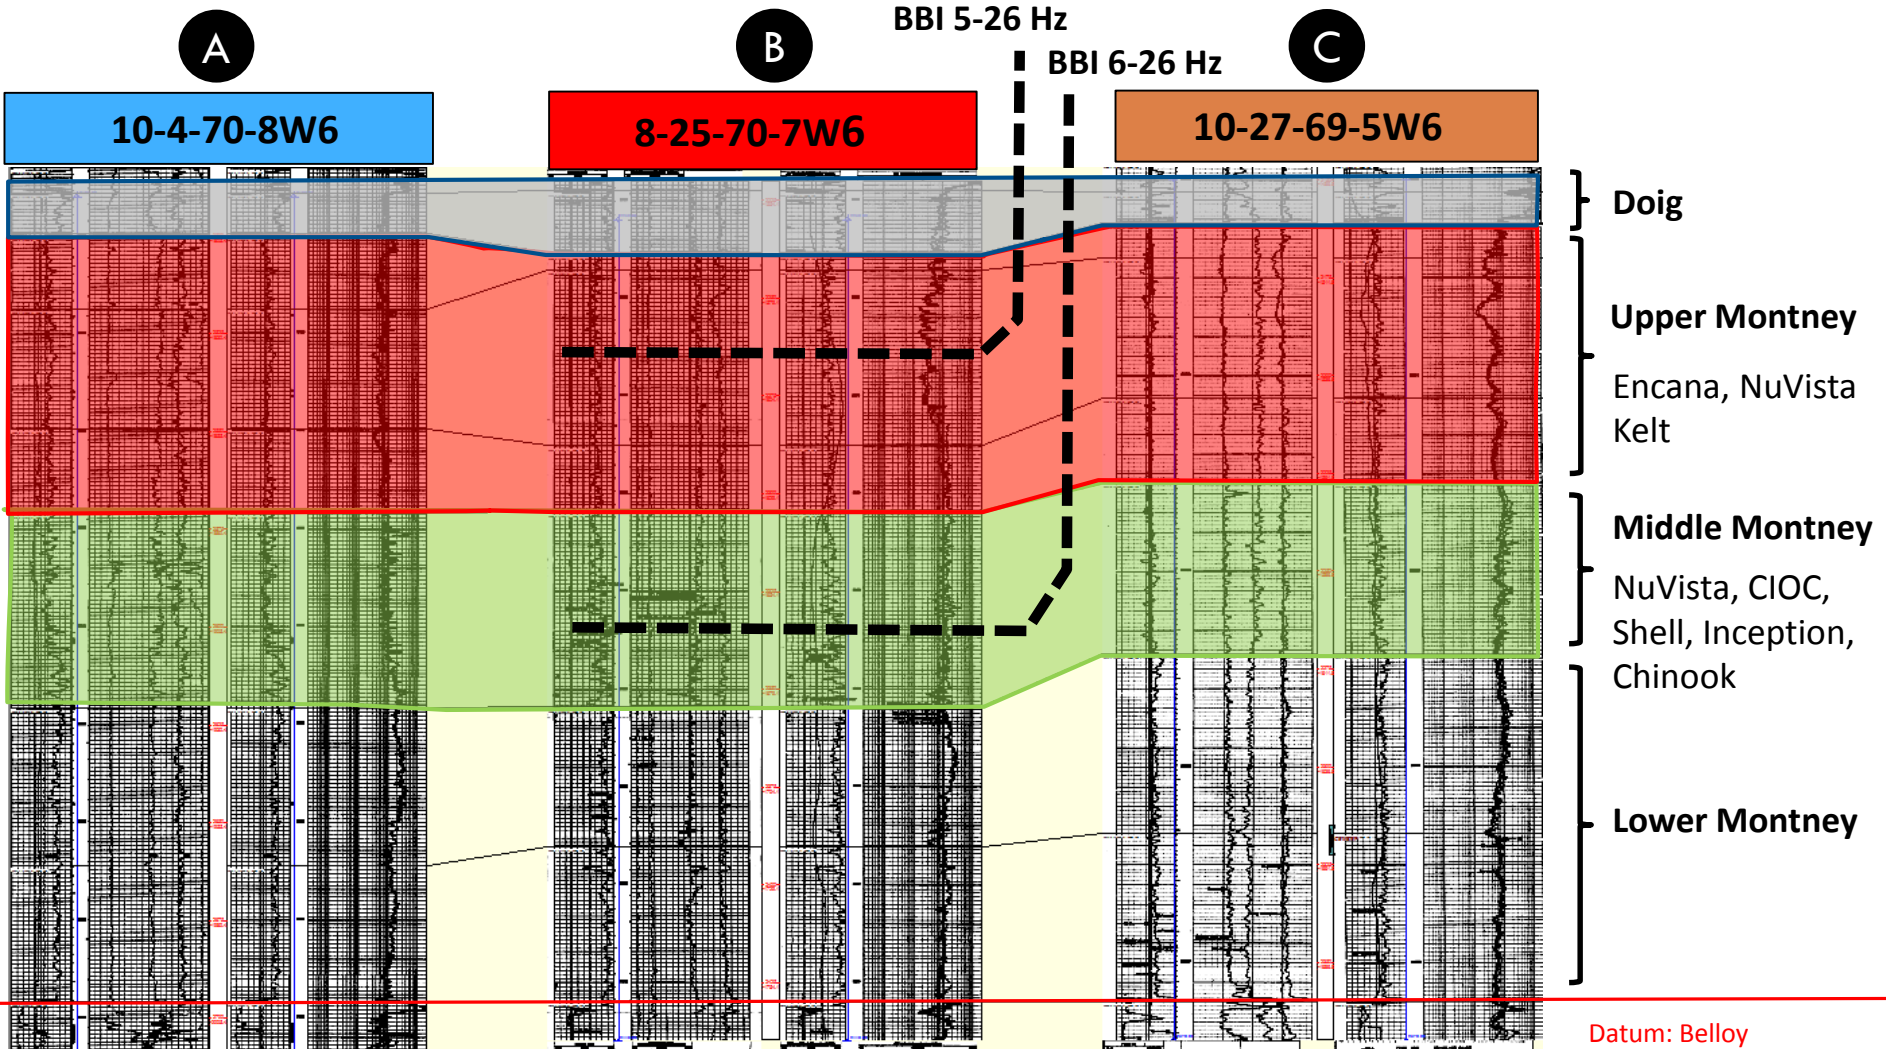 BBI 5-26 Hz
BBI 6-26 Hz
A
B
C
10-4-70-8W6
8-25-70-7W6
10-27-69-5W6
Doig
Upper Montney
Encana, NuVista
Kelt
Middle Montney
NuVista, CIOC,
Shell, Inception,
Chinook
Lower Montney
Datum: Belloy